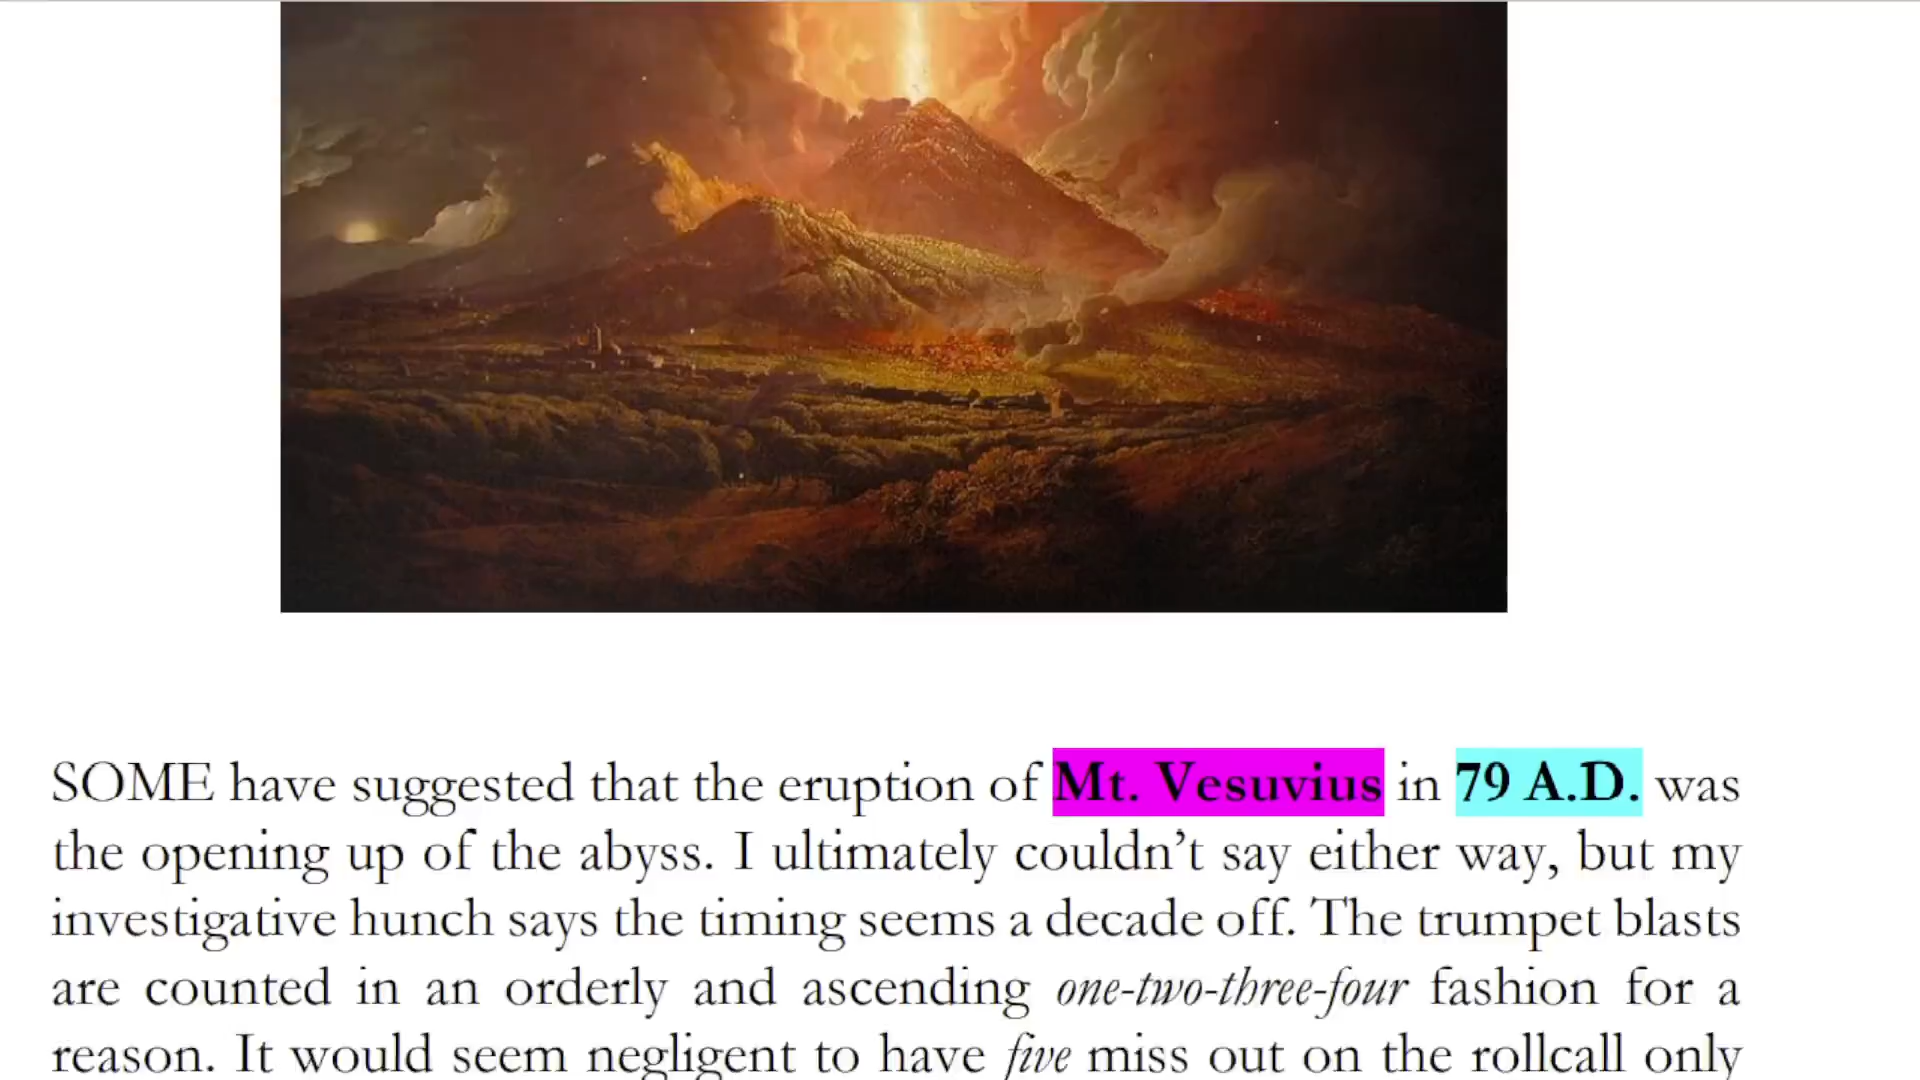 SOME have suggested that the eruption of Mt. Vesuvius in 79 A.D. was
the opening up of the abyss. I ultimately couldn’t say either way, but my
investigative hunch says the timing seems a decade off. The trumpet blasts
are counted in an orderly and ascending one-two-three-four fashion for a
reason. It would seem negligent to have five miss out on the rollcall only